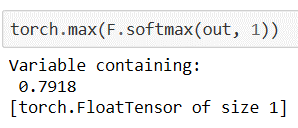 torch.max(F.softmax(out, 1))
Variable containing:
0.7918
[torch.FloatTensor of size 1]